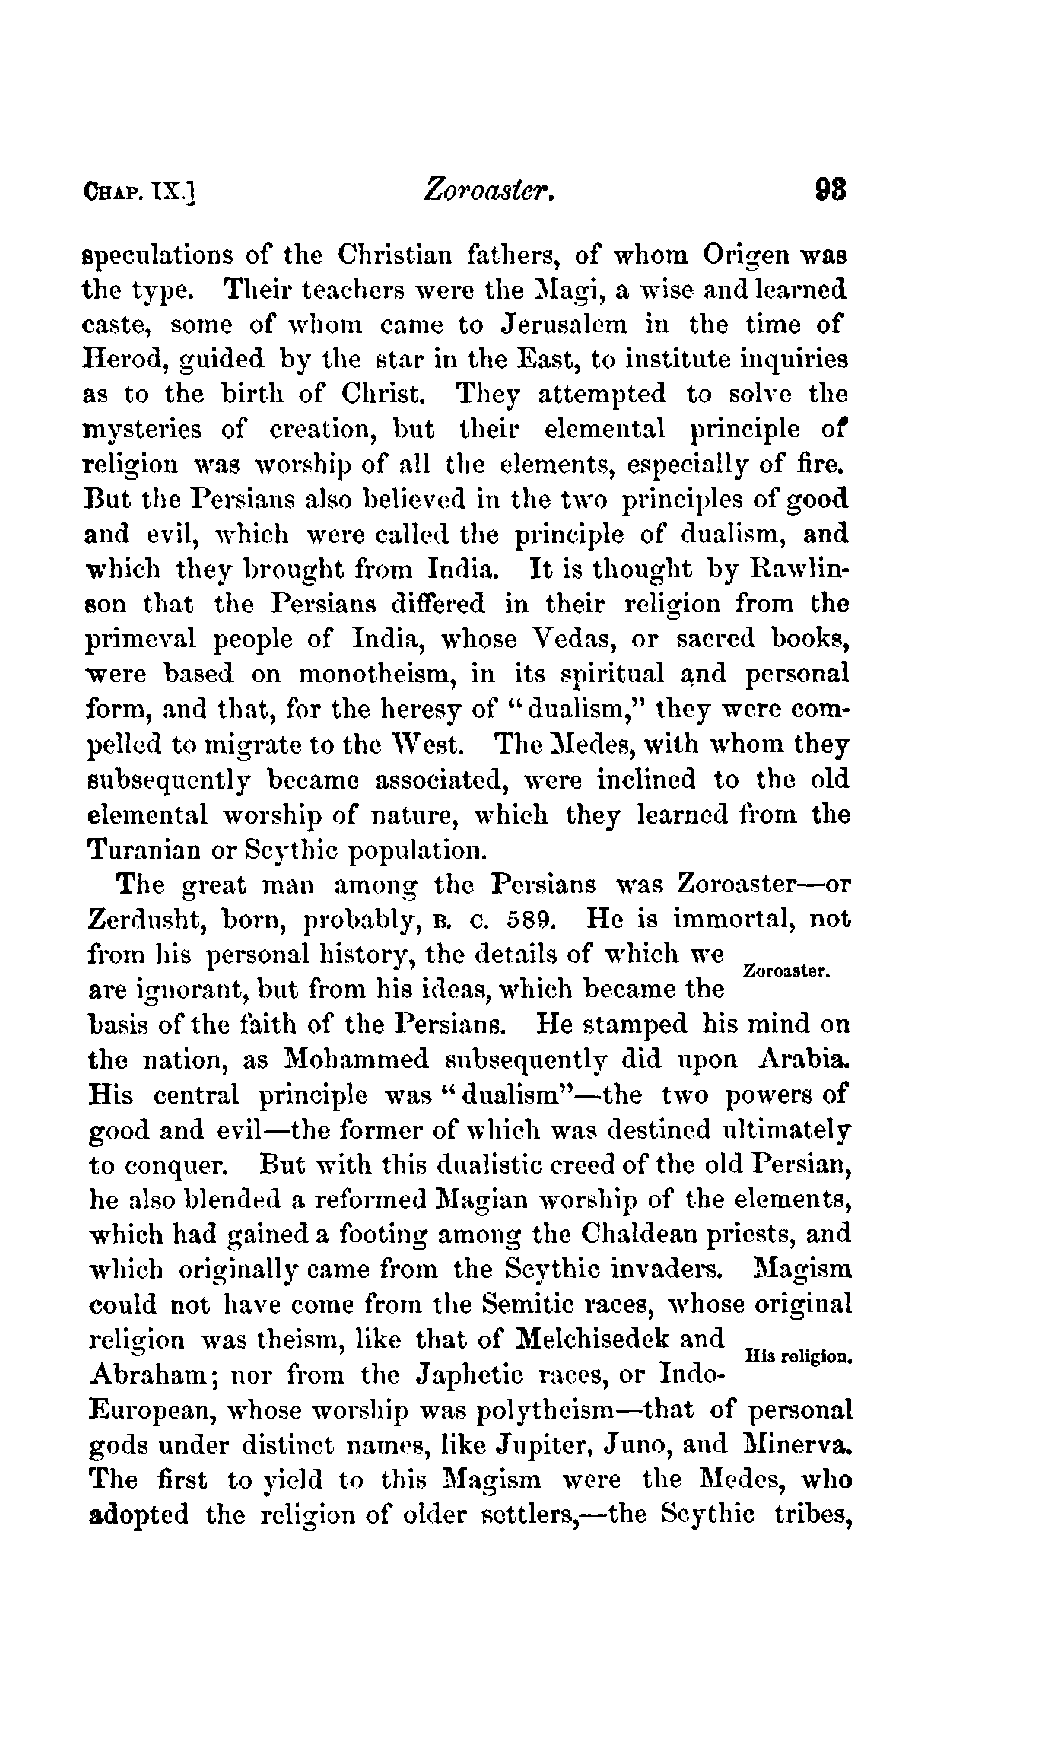 CHAP. IX.] Zoroaster. 93
speculations of the Christian fathers, of whom Origen was
the type. Their teachers were the Magi, a wise and learned
caste, some of whom came to Jerusalem in the time of
Herod, guided by the star in the East, to institute inquiries
as to the birth of Christ. They attempted to solve the
mysteries of creation, but their elemental principle of
religion was worship of all the elements, especially of fire.
But the Persians also believed in the two principles of good
and evil, which were called the principle of dualism, and
which they brought from India. It is thought by Rawlin-
son that the Persians differed in their religion from the
primeval people of India, whose Vedas, or sacred books,
were based on monotheism, in its spiritual and personal
form, and that, for the heresy of "dualism," they were com-
pelled to migrate to the West. The Medes, with whom they
subsequently became associated, were inclined to the old
elemental worship of nature, which they learned from the
Turanian or Scythic population.
The great man among the Persians was Zoroaster—or
Zerdusht, born, probably, B. C. 589. He is immortal, not
from his personal history, the details of which we
Zoroaster.
are ignorant, but from his ideas, which became the
basis of the faith of the Persians. He stamped his mind on
the nation, as Mohammed subsequently did upon Arabia.
His central principle was "dualism"—the two powers of
good and evil—the former of which was destined ultimately
to conquer. But with this dualistic creed of the old Persian,
he also blended a reformed Magian worship of the elements,
which had gained a footing among the Chaldean priests, and
which originally came from the Scythic invaders. Magism
could not have come from the Semitic races, whose original
religion was theism, like that of Melchisedek and
His religion.
Abraham; nor from the Japhetic races, or Indo-
European, whose worship was polytheism—that of personal
gods under distinct names, like Jupiter, Juno, and Minerva.
The first to yield to this Magism were the Medes, who
adopted the religion of older settlers,—the Scythic tribes,